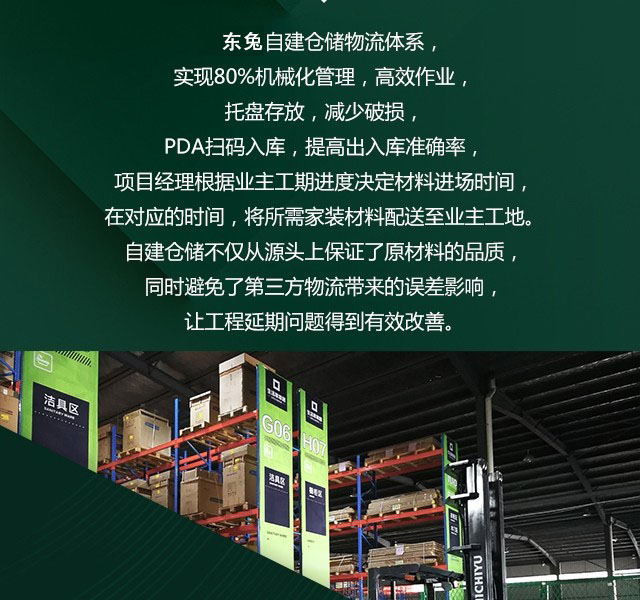 东兔自建仓储物流体系，
实现80%机械化管理，高效作业，
托盘存放，减少破损，
PDA扫码入库，提高出入库准确率，
项目经理根据业主工期进度决定材料进场时间，
在对应的时间，将所需家装材料配送至业主工地。
自建仓储不仅从源头上保证了原材料的品质，
同时避免了第三方物流带来的误差影响，
让工程延期问题得到有效改善。
洁具区
SANITARY WARE
G06
洁具区
H07
橱柜区
NICHIYU